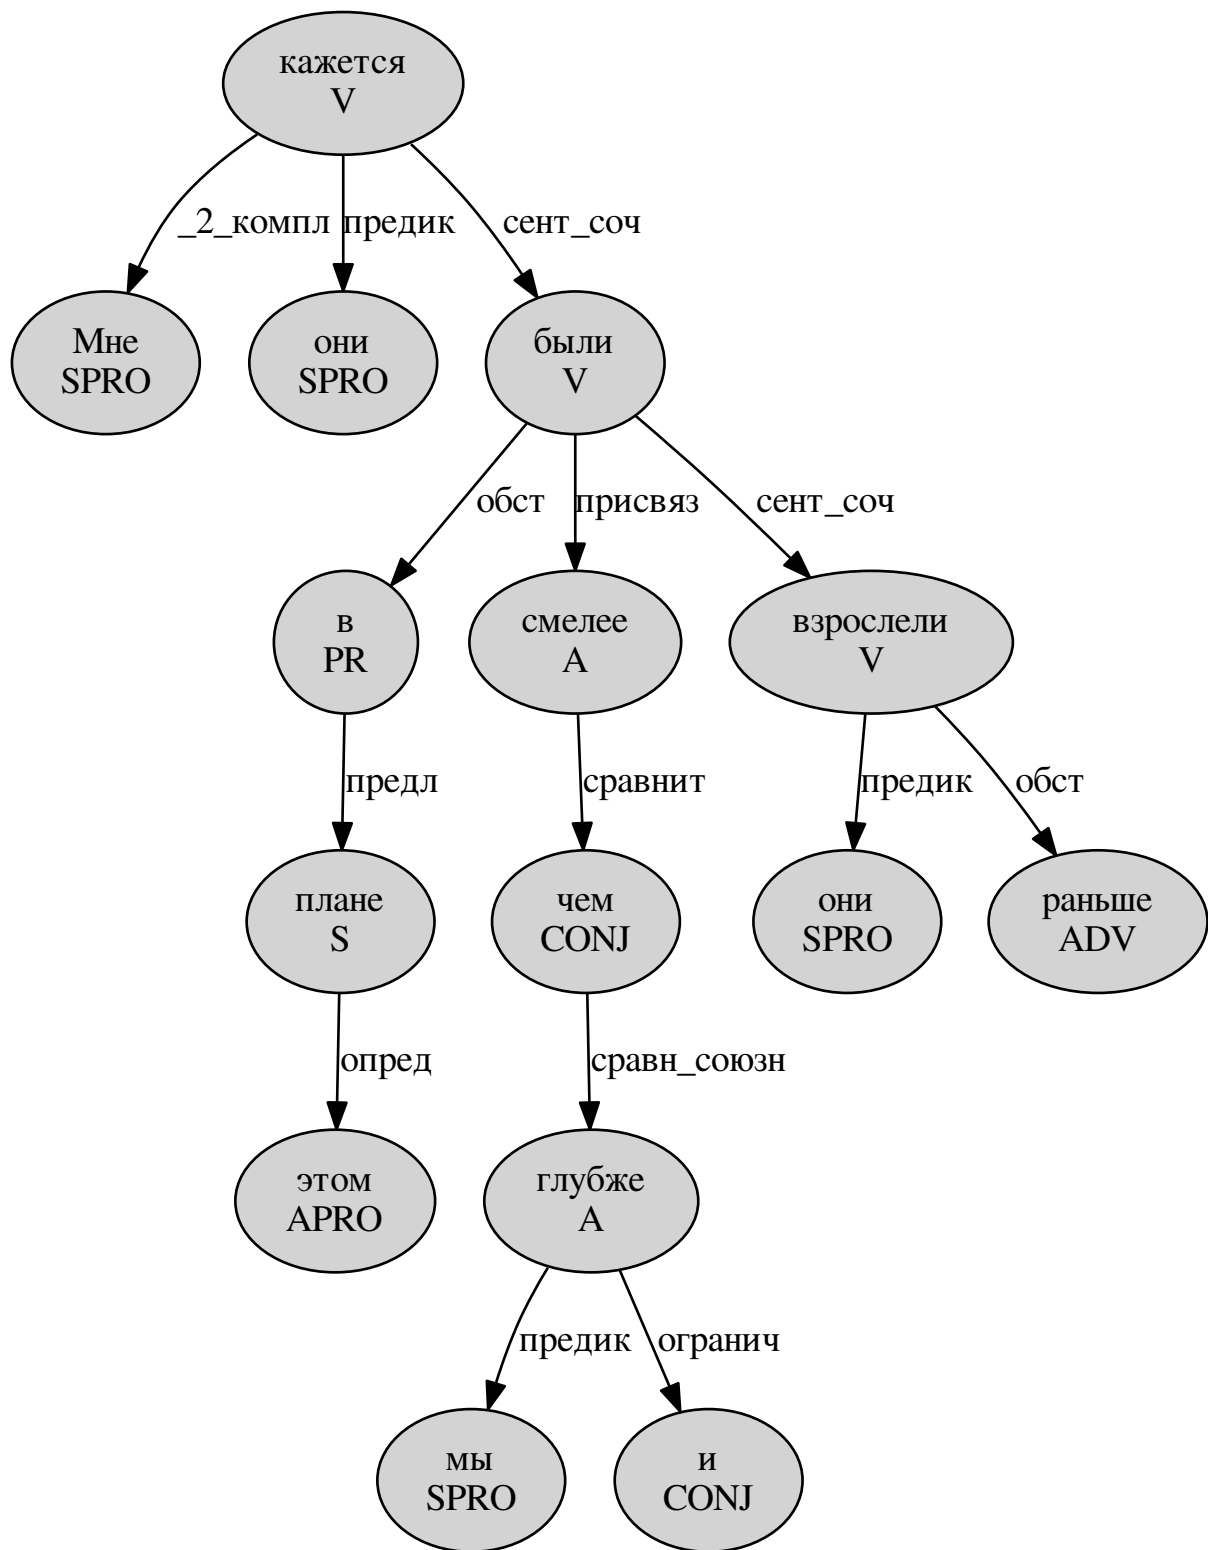 кажется
V
_2_компл
предик
сент_соч
Мне
SPRO
они
SPRO
были
V
обст
присвяз
сент_соч
в
PR
смелее
A
взрослели
V
предл
сравнит
предик
обст
плане
S
чем
CONJ
они
SPRO
раньше
ADV
опред
сравн_союзн
этом
APRO
глубже
A
предик
огранич
мы
SPRO
и
CONJ